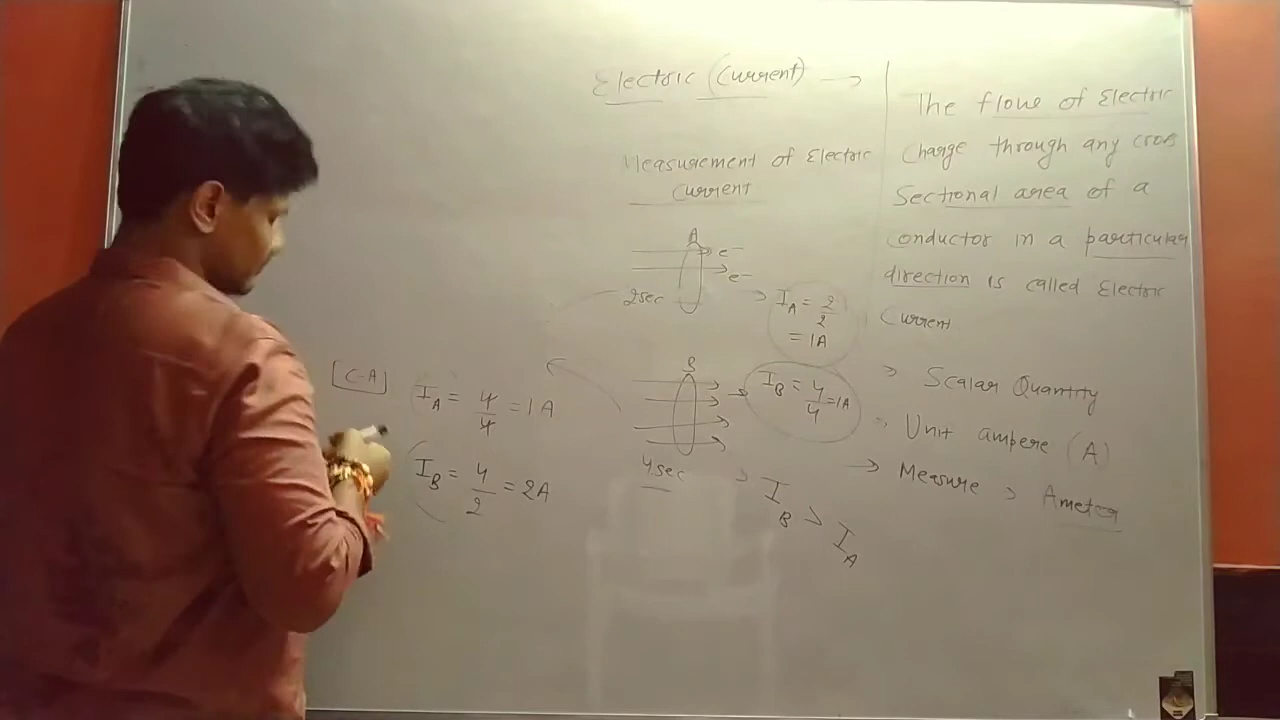 Electric (Current) →
Measurement of Electric
Current
A
e⁻
e⁻
2sec
→ I_A = 2/2
= 1A
B
→ I_B = 4/4 = 1A
4sec
> I_B > I_A
[C-A]
I_A = 4/4 = 1A
I_B = 4/2 = 2A
The flowe of Electric
Charge through any cross
Sectional area of a
conductor in a particular
direction is called Electric
Current
> Scalar Quantity
> Unit ampere (A)
→ Measure > Ameter